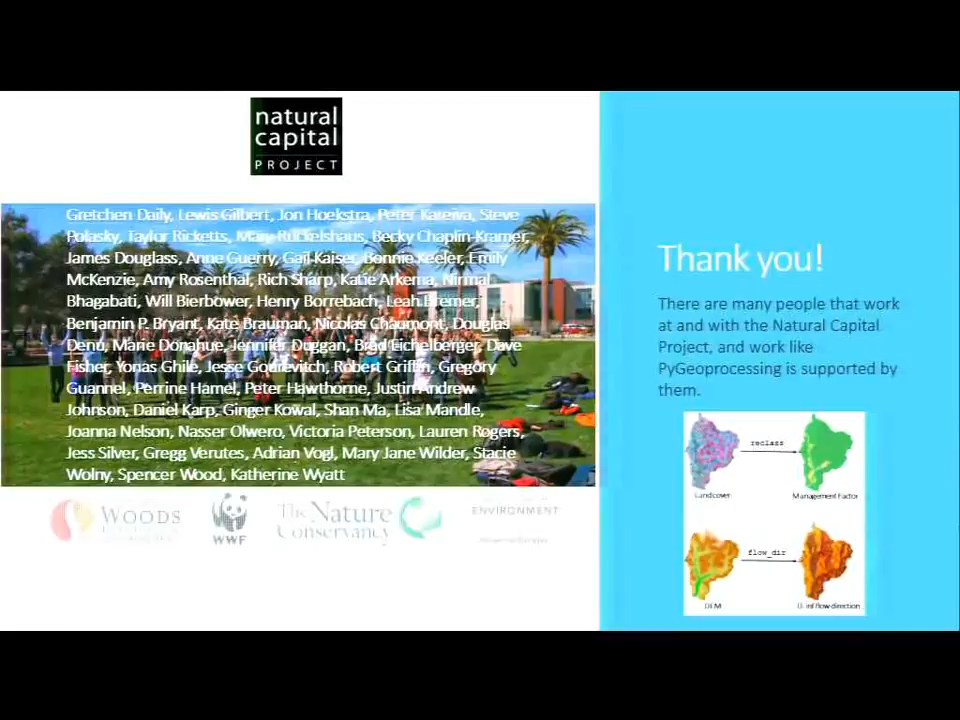 natural
capital
PROJECT
Gretchen Daily, Lewis Gilbert, Jon Hoekstra, Peter Kareiva, Steve
Polasky, Taylor Ricketts, Mary Ruckelshaus, Becky Chaplin-Kramer,
James Douglass, Anne Guerry, Gail Kaiser, Bonnie Keeler, Emily
McKenzie, Amy Rosenthal, Rich Sharp, Katie Arkema, Nirmal
Bhagabati, Will Bierbower, Henry Borrebach, Leah Bremer,
Benjamin P. Bryant, Kate Brauman, Nicolas Chaumont, Douglas
Denu, Marie Donahue, Jennifer Duggan, Brad Eichelberger, Dave
Fisher, Yonas Ghile, Jesse Gourevitch, Robert Griffin, Gregory
Guannel, Perrine Hamel, Peter Hawthorne, Justin Andrew
Johnson, Daniel Karp, Ginger Kowal, Shan Ma, Lisa Mandle,
Joanna Nelson, Nasser Olwero, Victoria Peterson, Lauren Rogers,
Jess Silver, Gregg Verutes, Adrian Vogl, Mary Jane Wilder, Stacie
Wolny, Spencer Wood, Katherine Wyatt
WOODS
WWF
The Nature
Conservancy
ENVIRONMENT
Thank you!
There are many people that work
at and with the Natural Capital
Project, and work like
PyGeoprocessing is supported by
them.
reclass
Landcover
Management Factor
flow_dir
DEM
D-inf flow direction